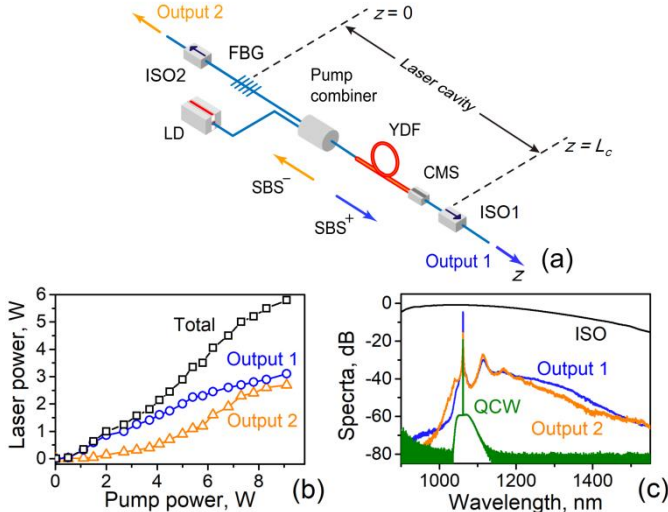 Output 2
z = 0
FBG
ISO2
Pump
combiner
Laser cavity
LD
YDF
z = L_c
CMS
SBS⁻
ISO1
SBS⁺
Output 1
z
(a)
6
5
4
3
2
1
0
Laser power, W
Total
Output 1
Output 2
0 2 4 6 8
Pump power, W
(b)
0
-20
-40
-60
-80
Specrta, dB
ISO
Output 1
QCW
Output 2
1000 1200 1400
Wavelength, nm
(c)